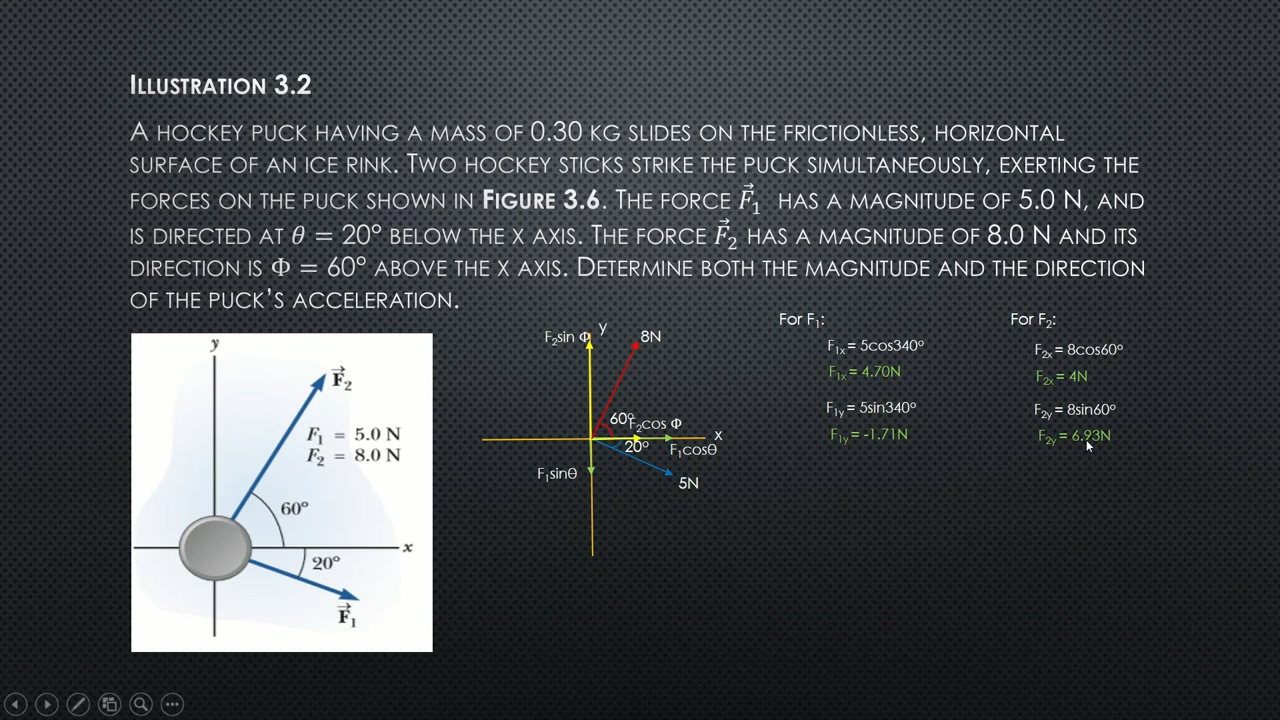 Illustration 3.2
A hockey puck having a mass of 0.30 kg slides on the frictionless, horizontal
surface of an ice rink. Two hockey sticks strike the puck simultaneously, exerting the
forces on the puck shown in Figure 3.6. The force F⃗₁ has a magnitude of 5.0 N, and
is directed at θ = 20° below the x axis. The force F⃗₂ has a magnitude of 8.0 N and its
direction is Φ = 60° above the x axis. Determine both the magnitude and the direction
of the puck's acceleration.
y
F⃗₂
F₁ = 5.0 N
F₂ = 8.0 N
60°
x
20°
F⃗₁
y
F₂sin Φ
8N
60°
F₂cos Φ
x
20°
F₁cosθ
F₁sinθ
5N
For F₁:
F₁ₓ = 5cos340°
F₁ₓ = 4.70N
F₁ᵧ = 5sin340°
F₁ᵧ = -1.71N
For F₂:
F₂ₓ = 8cos60°
F₂ₓ = 4N
F₂ᵧ = 8sin60°
F₂ᵧ = 6.93N